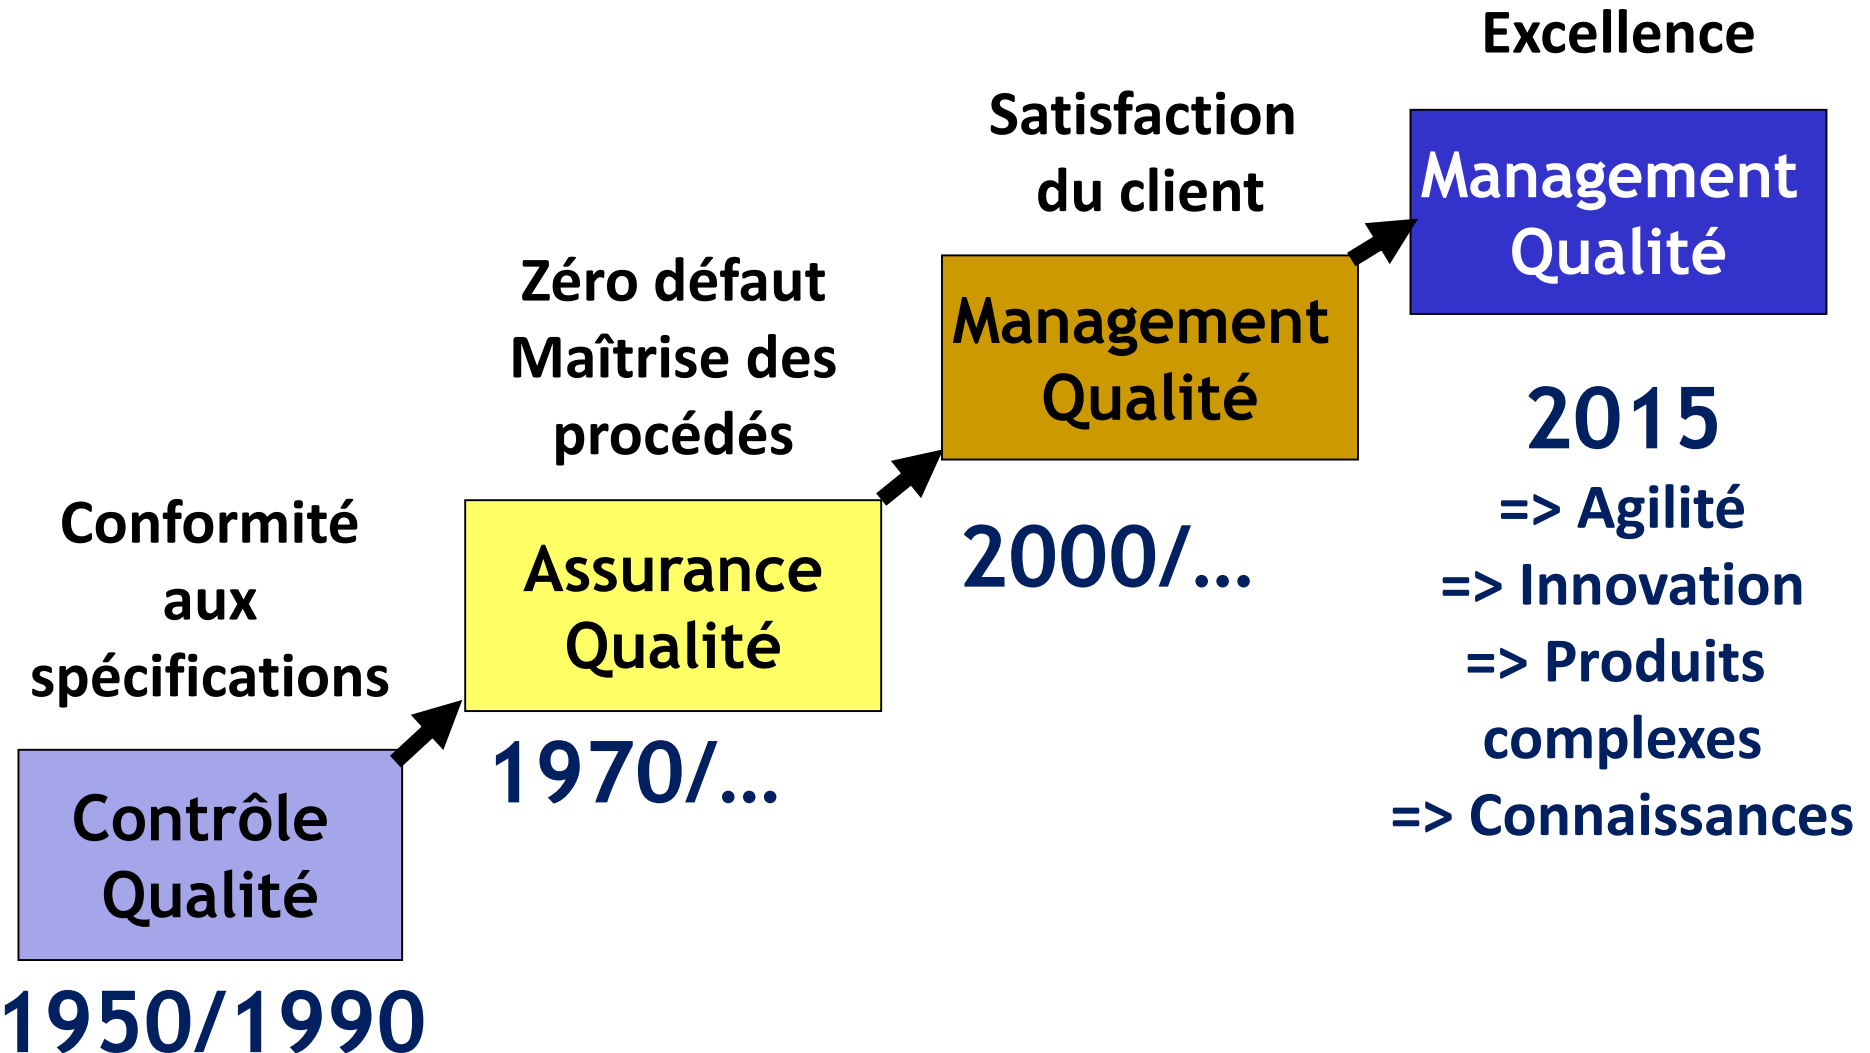 Conformité
aux
spécifications
Contrôle
Qualité
1950/1990
Zéro défaut
Maîtrise des
procédés
Assurance
Qualité
1970/...
Satisfaction
du client
Management
Qualité
2000/...
Excellence
Management
Qualité
2015
=> Agilité
=> Innovation
=> Produits
complexes
=> Connaissances